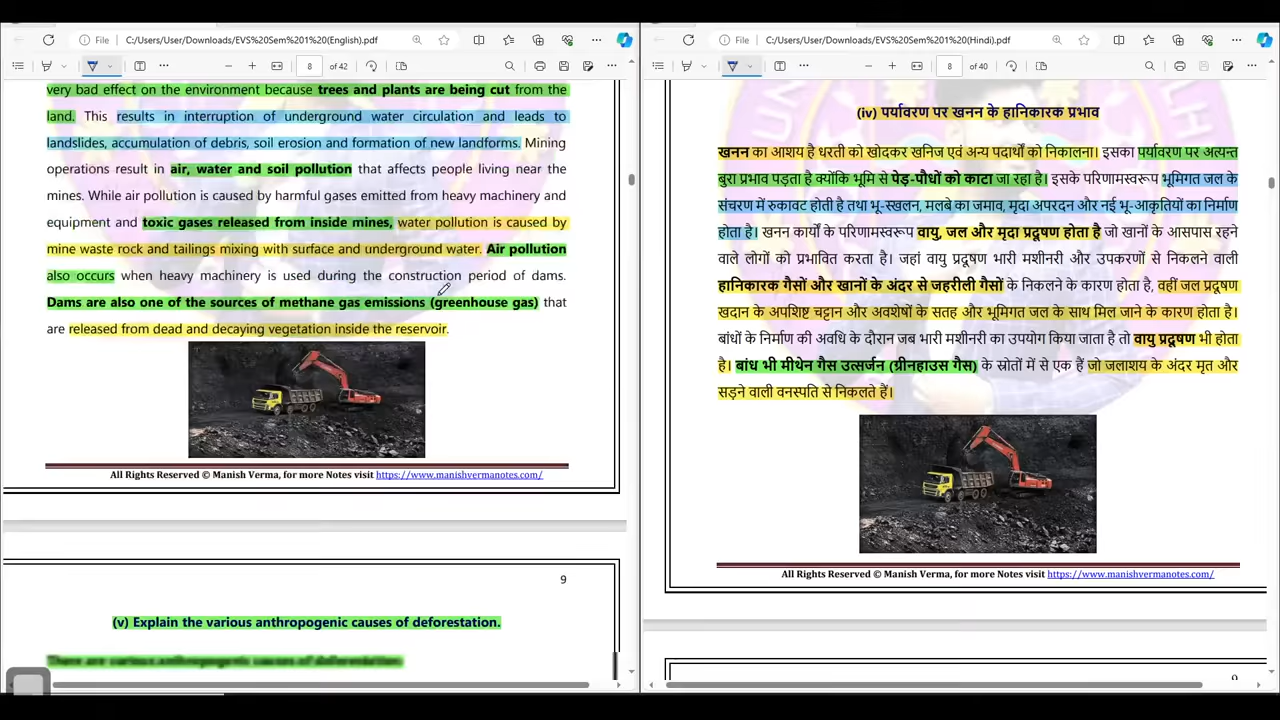 File C:/Users/User/Downloads/EVS%20Sem%201%20(English).pdf
8 of 42
very bad effect on the environment because trees and plants are being cut from the
land. This results in interruption of underground water circulation and leads to
landslides, accumulation of debris, soil erosion and formation of new landforms. Mining
operations result in air, water and soil pollution that affects people living near the
mines. While air pollution is caused by harmful gases emitted from heavy machinery and
equipment and toxic gases released from inside mines, water pollution is caused by
mine waste rock and tailings mixing with surface and underground water. Air pollution
also occurs when heavy machinery is used during the construction period of dams.
Dams are also one of the sources of methane gas emissions (greenhouse gas) that
are released from dead and decaying vegetation inside the reservoir.
All Rights Reserved © Manish Verma, for more Notes visit https://www.manishvermanotes.com/
9
(v) Explain the various anthropogenic causes of deforestation.
There are various anthropogenic causes of deforestation.
File C:/Users/User/Downloads/EVS%20Sem%201%20(Hindi).pdf
8 of 40
(iv) पर्यावरण पर खनन के हानिकारक प्रभाव
खनन का आशय है धरती को खोदकर खनिज एवं अन्य पदार्थों को निकालना। इसका पर्यावरण पर अत्यन्त
बुरा प्रभाव पड़ता है क्योंकि भूमि से पेड़-पौधों को काटा जा रहा है। इसके परिणामस्वरूप भूमिगत जल के
संचरण में रुकावट होती है तथा भू-स्खलन, मलबे का जमाव, मृदा अपरदन और नई भू-आकृतियों का निर्माण
होता है। खनन कार्यों के परिणामस्वरूप वायु, जल और मृदा प्रदूषण होता है जो खानों के आसपास रहने
वाले लोगों को प्रभावित करता है। जहां वायु प्रदूषण भारी मशीनरी और उपकरणों से निकलने वाली
हानिकारक गैसों और खानों के अंदर से जहरीली गैसों के निकलने के कारण होता है, वहीं जल प्रदूषण
खदान के अपशिष्ट चट्टान और अवशेषों के सतह और भूमिगत जल के साथ मिल जाने के कारण होता है।
बांधों के निर्माण की अवधि के दौरान जब भारी मशीनरी का उपयोग किया जाता है तो वायु प्रदूषण भी होता
है। बांध भी मीथेन गैस उत्सर्जन (ग्रीनहाउस गैस) के स्रोतों में से एक हैं जो जलाशय के अंदर मृत और
सड़ने वाली वनस्पति से निकलते हैं।
All Rights Reserved © Manish Verma, for more Notes visit https://www.manishvermanotes.com/